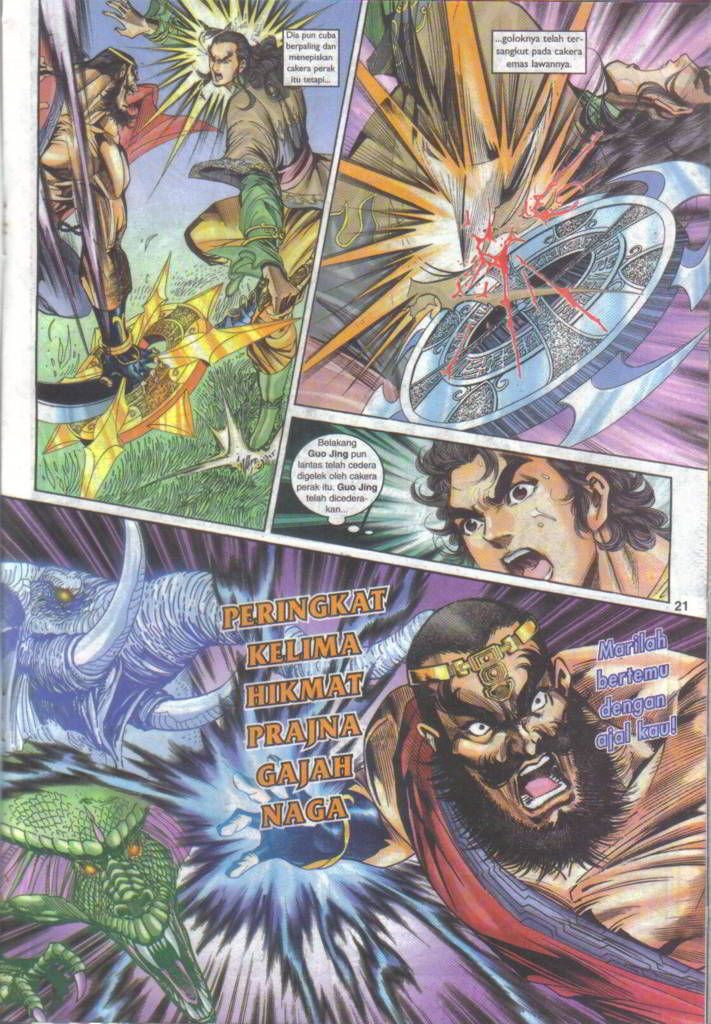 Dia pun cuba
berpaling dan
menepiskan
cakera perak
itu tetapi...
...goloknya telah ter-
sangkut pada cakera
emas lawannya.
Belakang
Guo Jing pun
lantas telah cedera
digelek oleh cakera
perak itu. Guo Jing
telah dicedera-
kan...
21
PERINGKAT
KELIMA
HIKMAT
PRAJNA
GAJAH
NAGA
Marilah
bertemu
dengan
ajal kau!